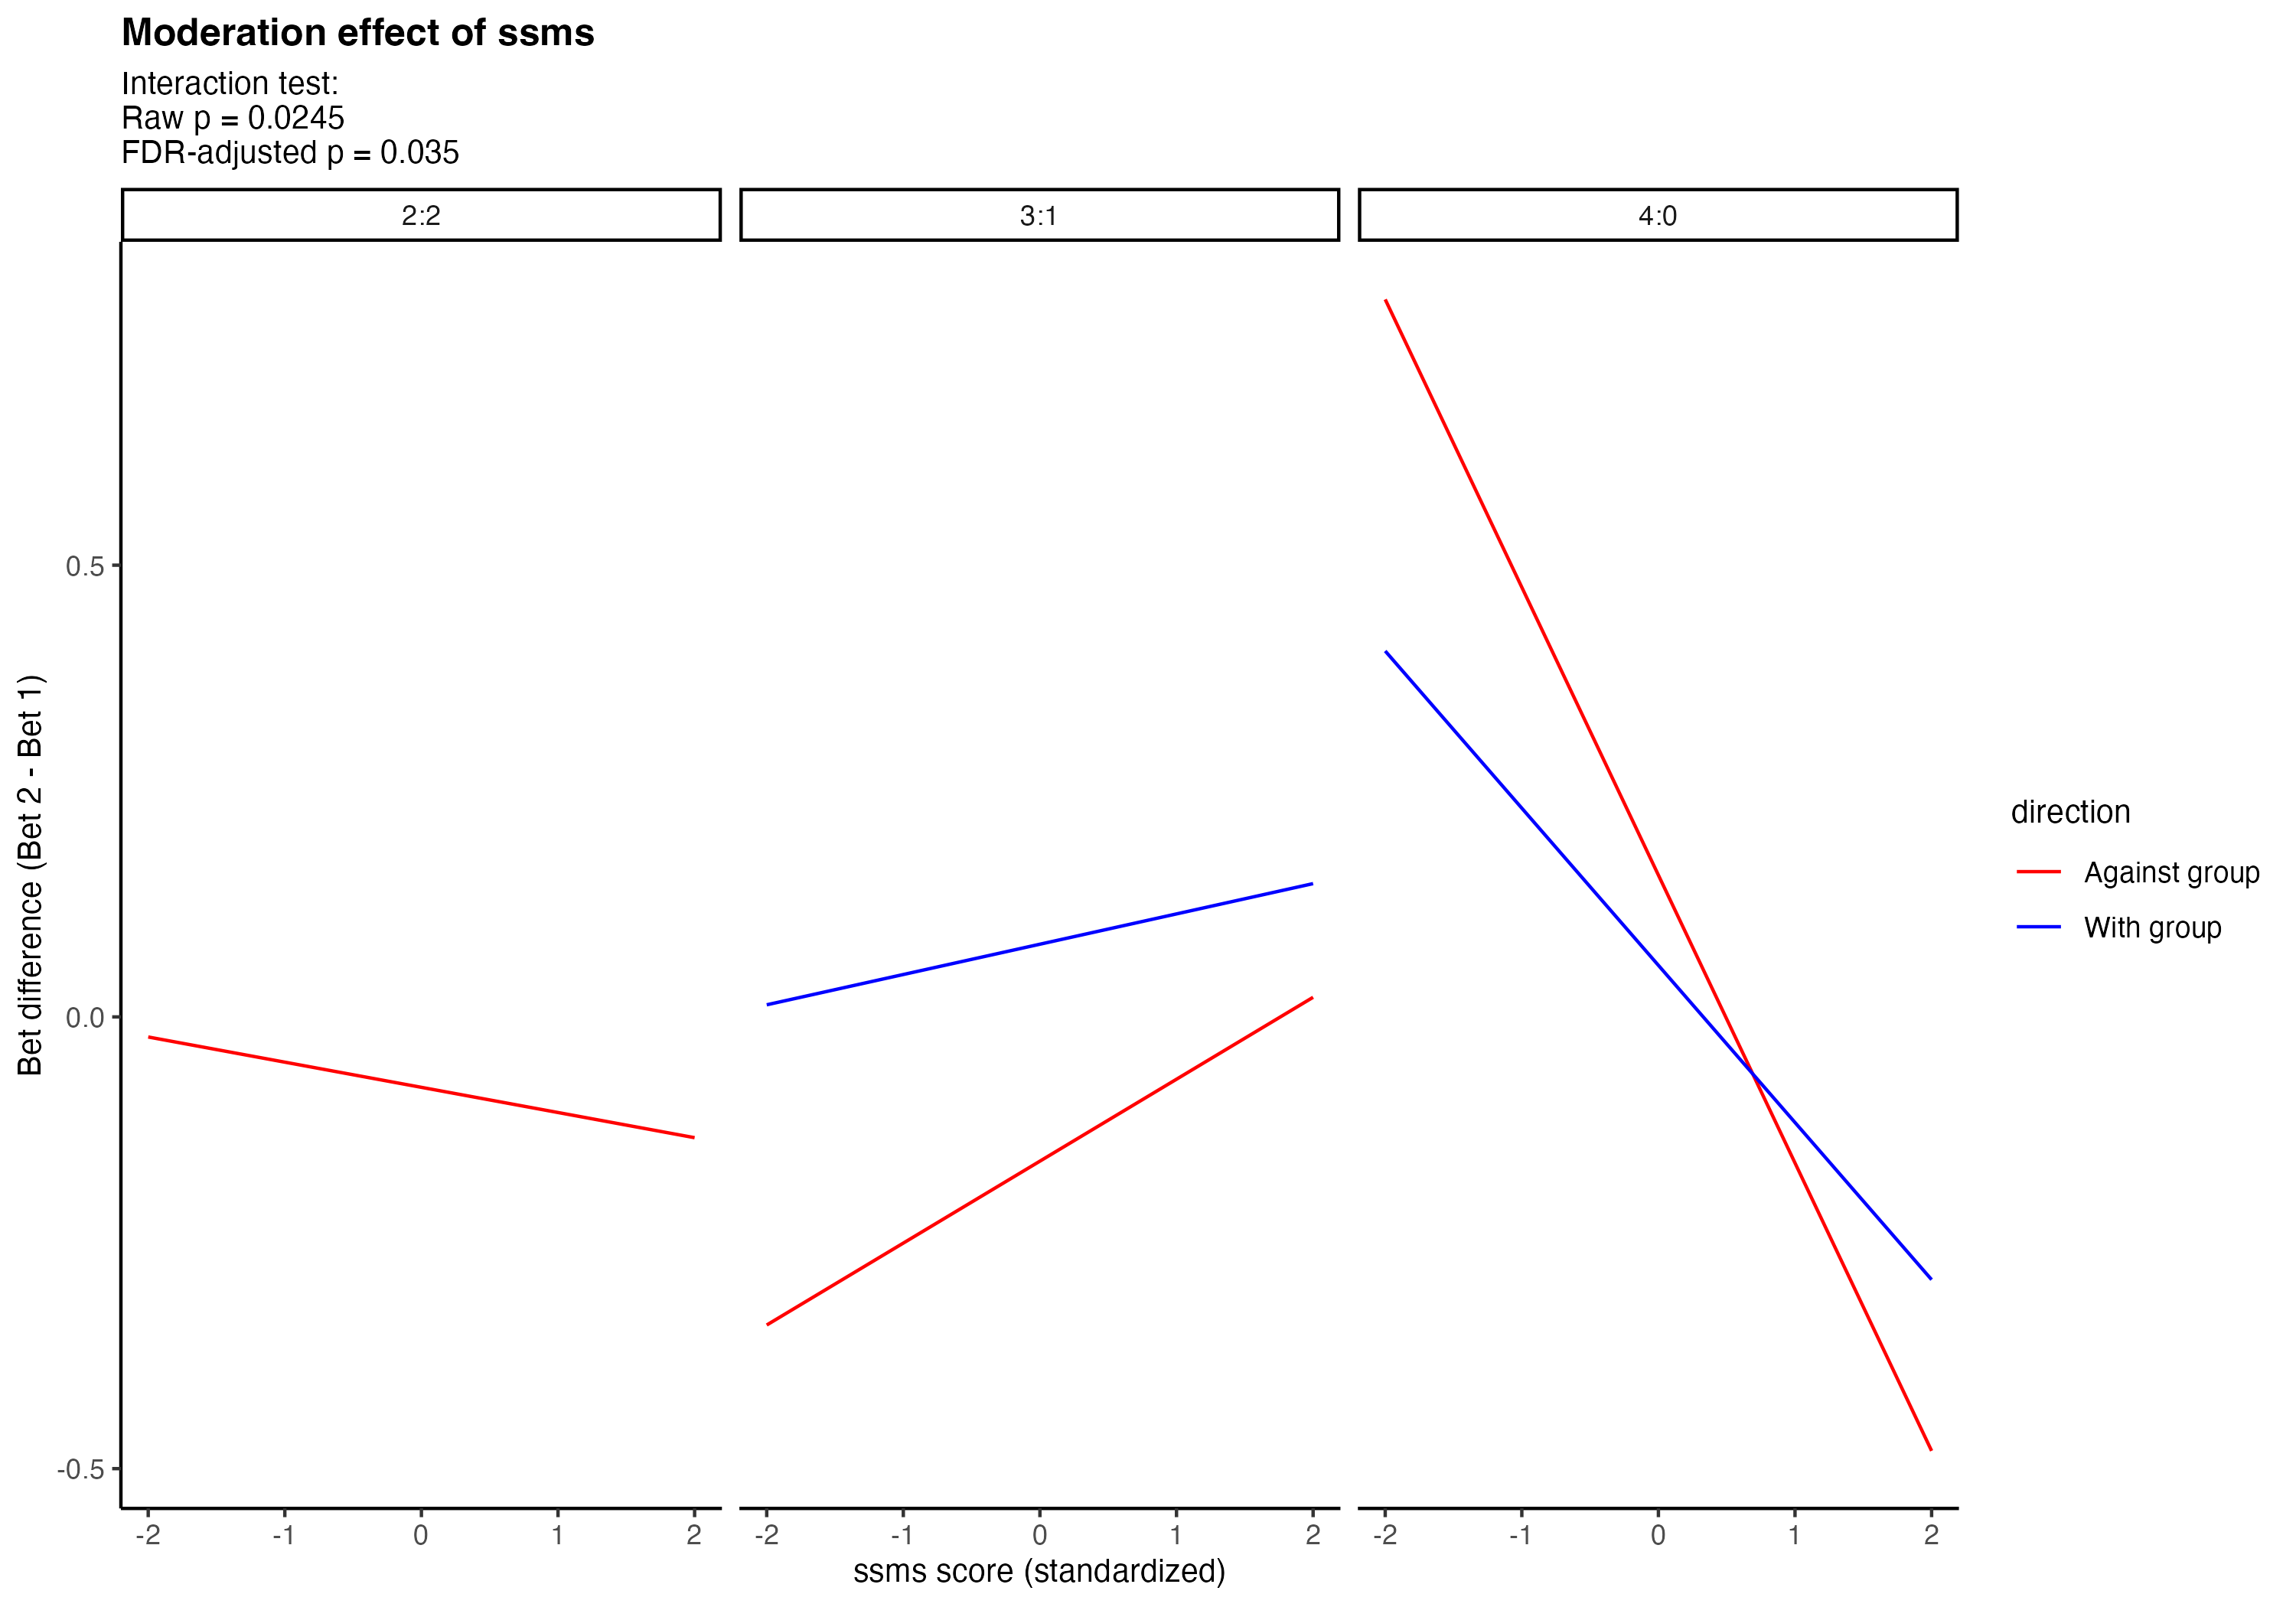 Moderation effect of ssms
Interaction test:
Raw p = 0.0245
FDR-adjusted p = 0.035
2:2
3:1
4:0
Bet difference (Bet 2 - Bet 1)
0.5
0.0
-0.5
-2 -1 0 1 2
-2 -1 0 1 2
-2 -1 0 1 2
ssms score (standardized)
direction
Against group
With group